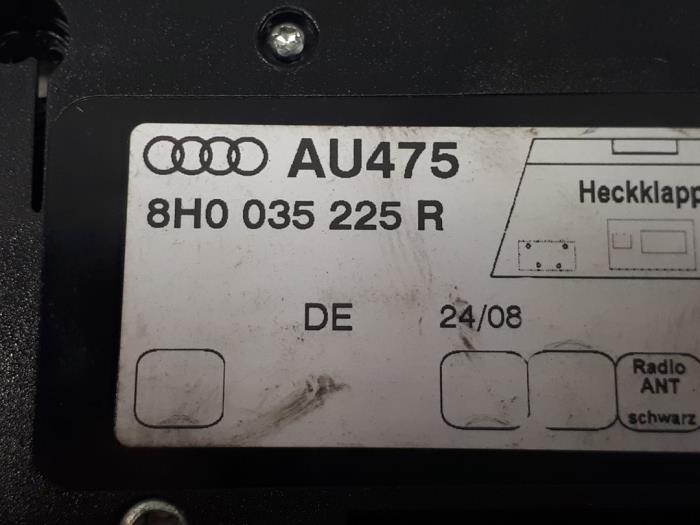 AU475
8H0 035 225 R
Heckklapp
DE 24/08
Radio
ANT
schwarz